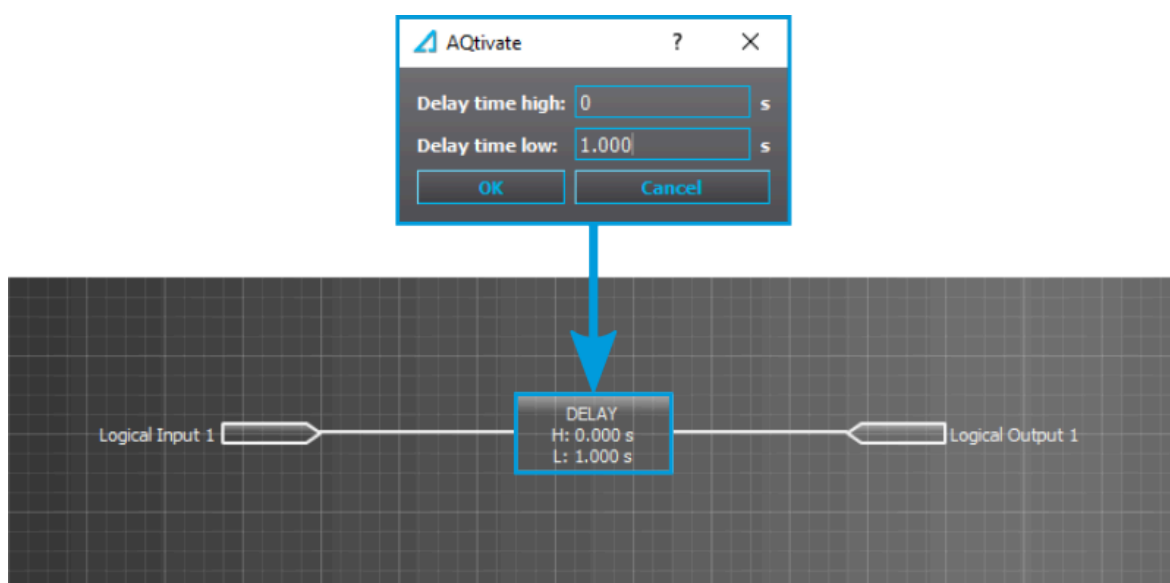 AQtivate ?
Delay time high: 0 s
Delay time low: 1.000 s
OK Cancel
DELAY
H: 0.000 s
L: 1.000 s
Logical Input 1
Logical Output 1